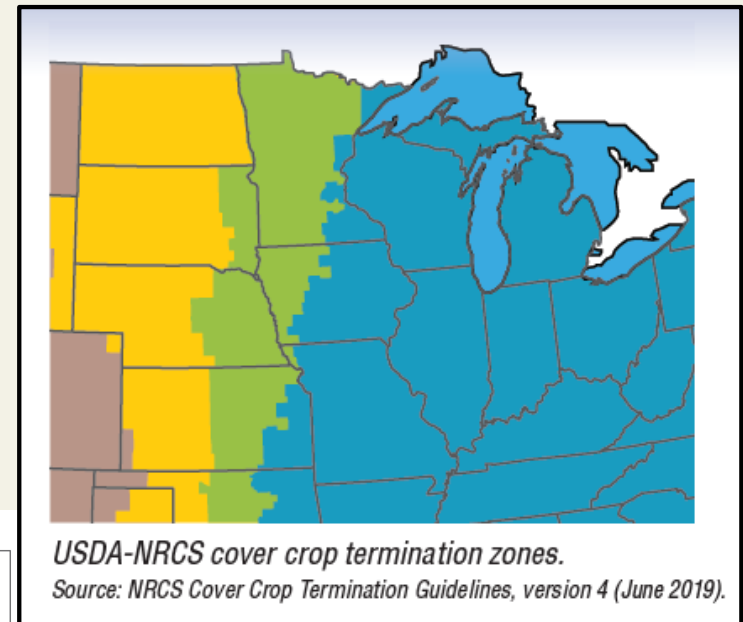 USDA-NRCS cover crop termination zones.
Source: NRCS Cover Crop Termination Guidelines, version 4 (June 2019).